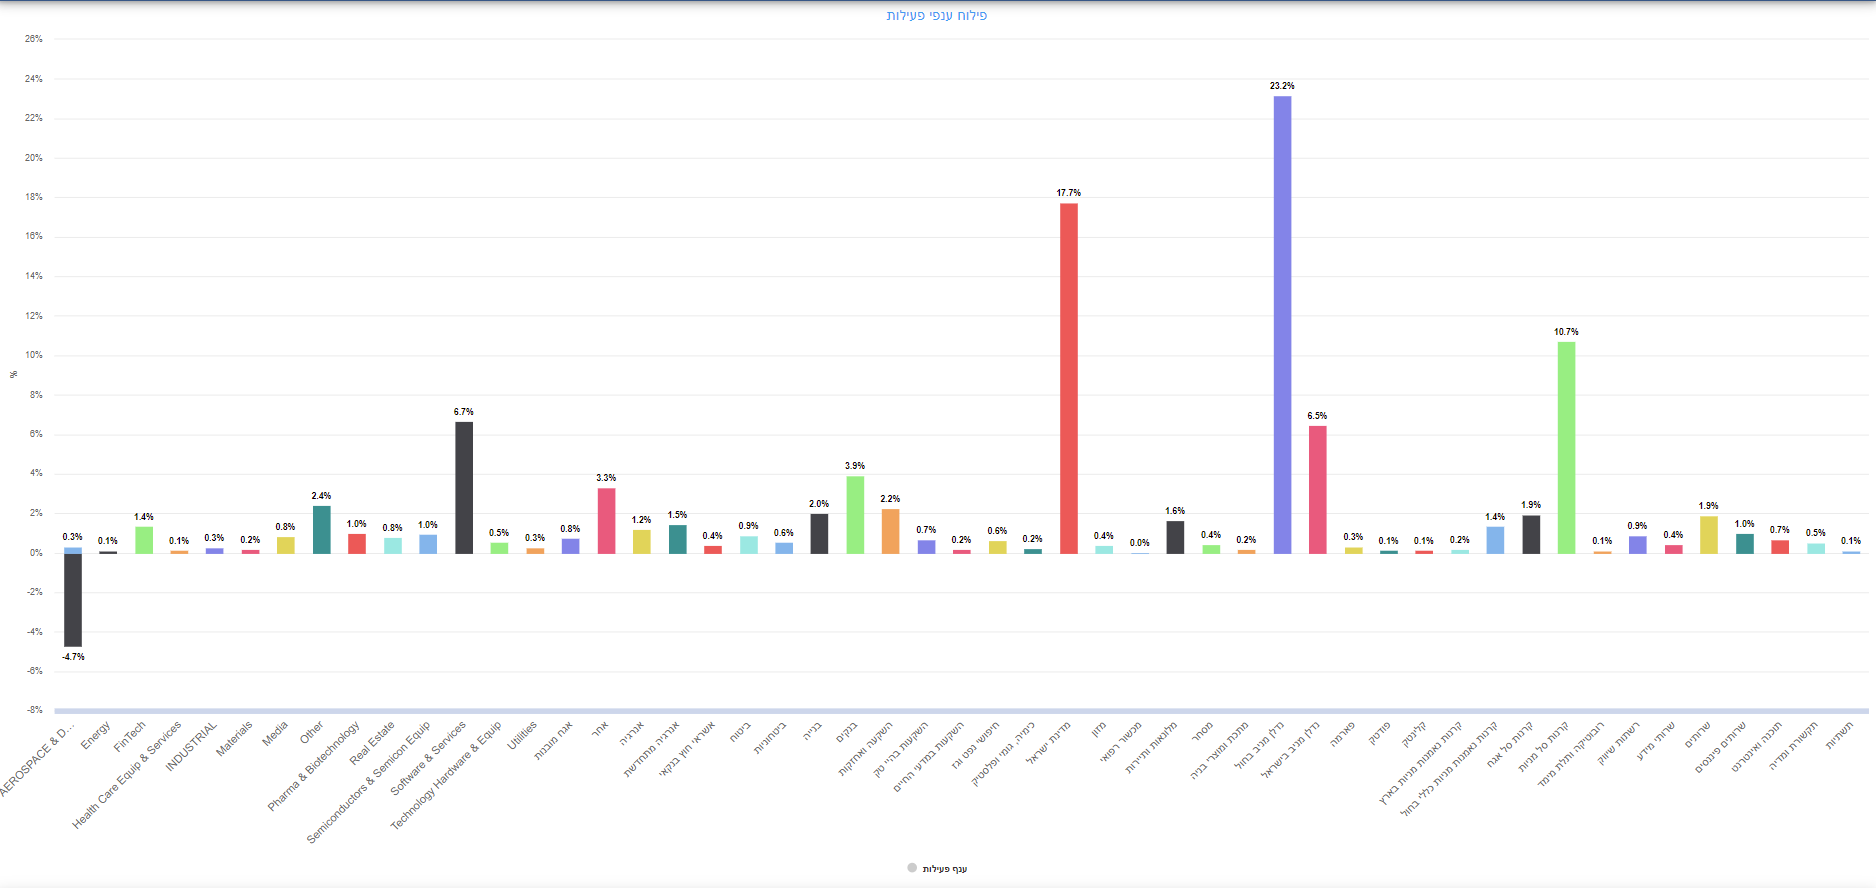 פילוח ענפי פעילות
26%
24%
22%
20%
18%
16%
14%
12%
10%
8%
6%
4%
2%
0%
-2%
-4%
-6%
-8%
%
0.3%
-4.7%
0.1%
1.4%
0.1%
0.3%
0.2%
0.8%
2.4%
1.0%
0.8%
1.0%
6.7%
0.5%
0.3%
0.8%
3.3%
1.2%
1.5%
0.4%
0.9%
0.6%
2.0%
3.9%
2.2%
0.7%
0.2%
0.6%
0.2%
17.7%
0.4%
0.0%
1.6%
0.4%
0.2%
23.2%
6.5%
0.3%
0.1%
0.1%
0.2%
1.4%
1.9%
10.7%
0.1%
0.9%
0.4%
1.9%
1.0%
0.7%
0.5%
0.1%
AEROSPACE & D...
Energy
FinTech
Health Care Equip & Services
INDUSTRIAL
Materials
Media
Other
Pharma & Biotechnology
Real Estate
Semiconductors & Semicon Equip
Software & Services
Technology Hardware & Equip
Utilities
אגח מובנות
אחר
אנרגיה
אנרגיה מתחדשת
אשראי חוץ בנקאי
ביטוח
ביטחוניות
בנייה
בנקים
השקעה ואחזקות
השקעות בהיי טק
השקעות במדעי החיים
חיפושי נפט וגז
כימיה, גומי ופלסטיק
מדינת ישראל
מזון
מכשור רפואי
מלונאות ותיירות
מסחר
מתכת ומוצרי בניה
נדלן מניב בחול
נדלן מניב בישראל
פארמה
פודטק
קלינטק
קרנות נאמנות מניות בארץ
קרנות נאמנות מניות כללי בחול
קרנות סל אגח
קרנות סל מניות
רובוטיקה ותלת מימד
רשתות שיווק
שרותי מידע
שרותים
שרותים פיננסים
תוכנה ואינטרנט
תקשורת ומדיה
תשתיות
ענף פעילות